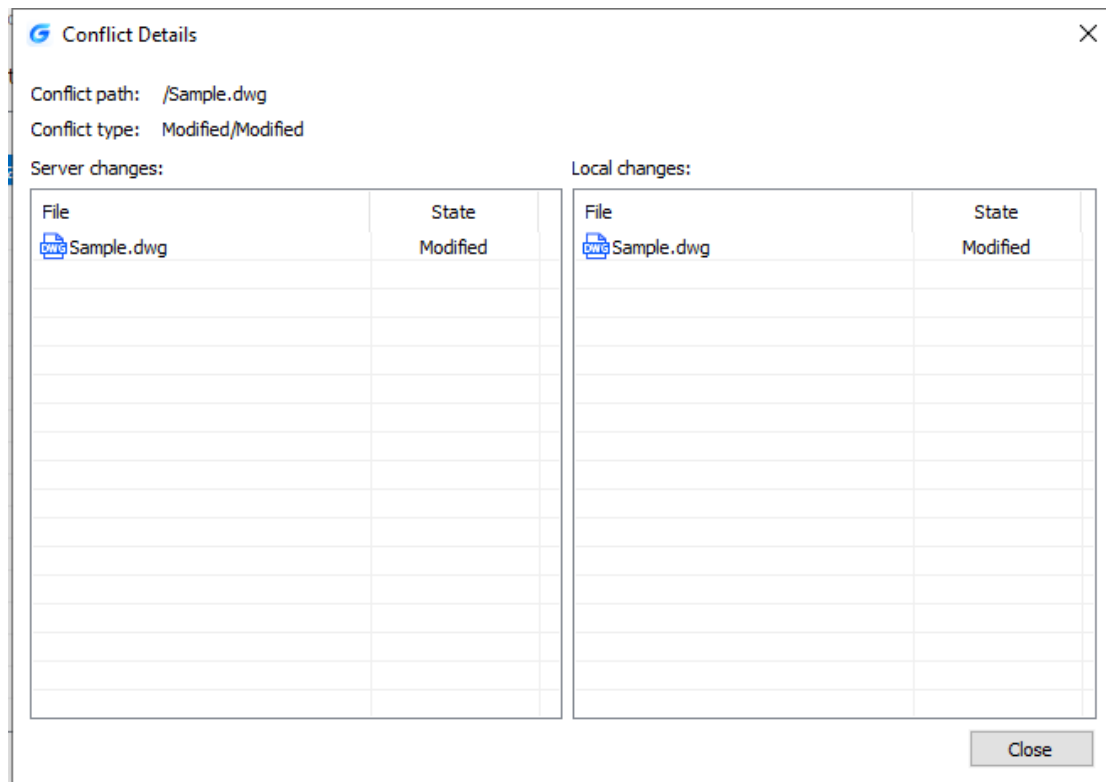 Conflict Details
Conflict path: /Sample.dwg
Conflict type: Modified/Modified
Server changes:
File State
DWG Sample.dwg Modified
Local changes:
File State
DWG Sample.dwg Modified
Close